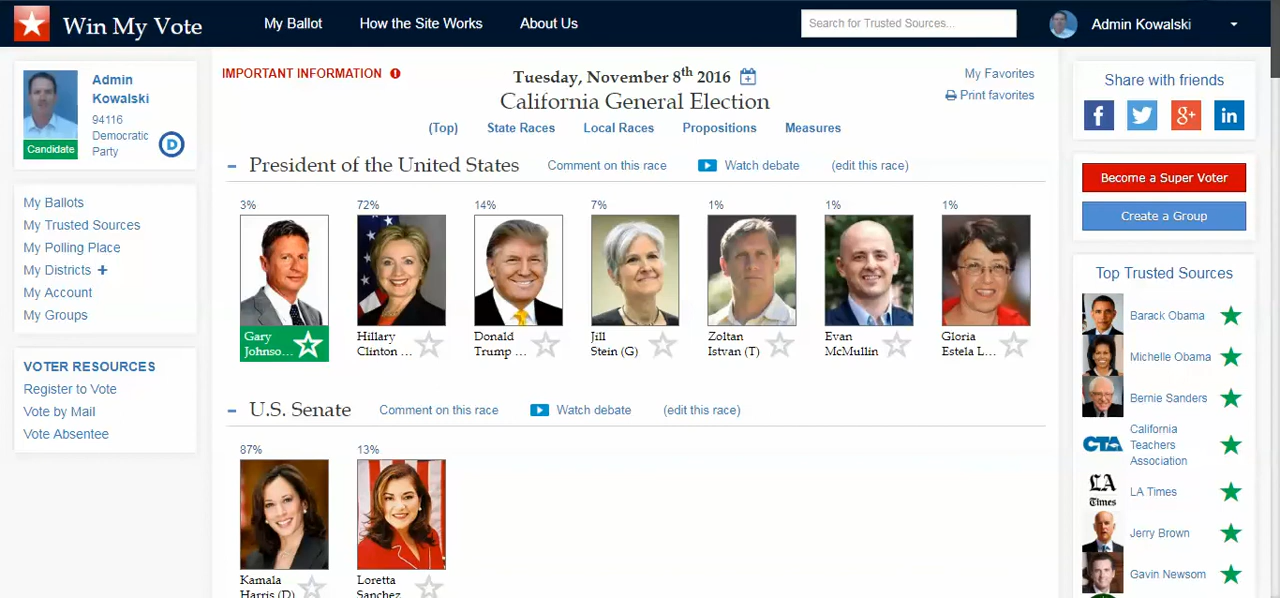 Win My Vote
My Ballot
How the Site Works
About Us
Search for Trusted Sources...
Admin Kowalski
Admin
Kowalski
94116
Democratic
Party
D
Candidate
My Ballots
My Trusted Sources
My Polling Place
My Districts +
My Account
My Groups
VOTER RESOURCES
Register to Vote
Vote by Mail
Vote Absentee
IMPORTANT INFORMATION
Tuesday, November 8th 2016
California General Election
My Favorites
Print favorites
(Top) State Races Local Races Propositions Measures
President of the United States Comment on this race Watch debate (edit this race)
3% 72% 14% 7% 1% 1% 1%
Gary
Johnso...
Hillary
Clinton ...
Donald
Trump ...
Jill
Stein (G)
Zoltan
Istvan (T)
Evan
McMullin
Gloria
Estela L...
U.S. Senate Comment on this race Watch debate (edit this race)
87% 13%
Kamala
Harris (D)
Loretta
Sanchez
Share with friends
f
g+
in
Become a Super Voter
Create a Group
Top Trusted Sources
Barack Obama
Michelle Obama
Bernie Sanders
CTA
California
Teachers
Association
LA
Times
LA Times
Jerry Brown
Gavin Newsom